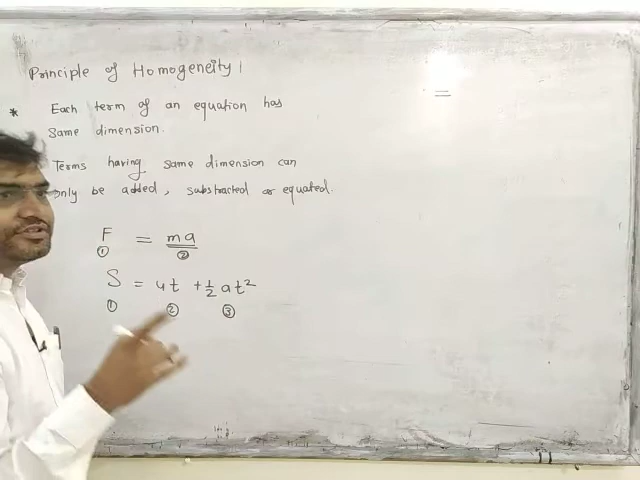 Principle of Homogeneity |
=
* Each term of an equation has
same dimension.
Terms having same dimension can
only be added, substracted or equated.
F = ma
① ②
S = ut + ½ at²
① ② ③